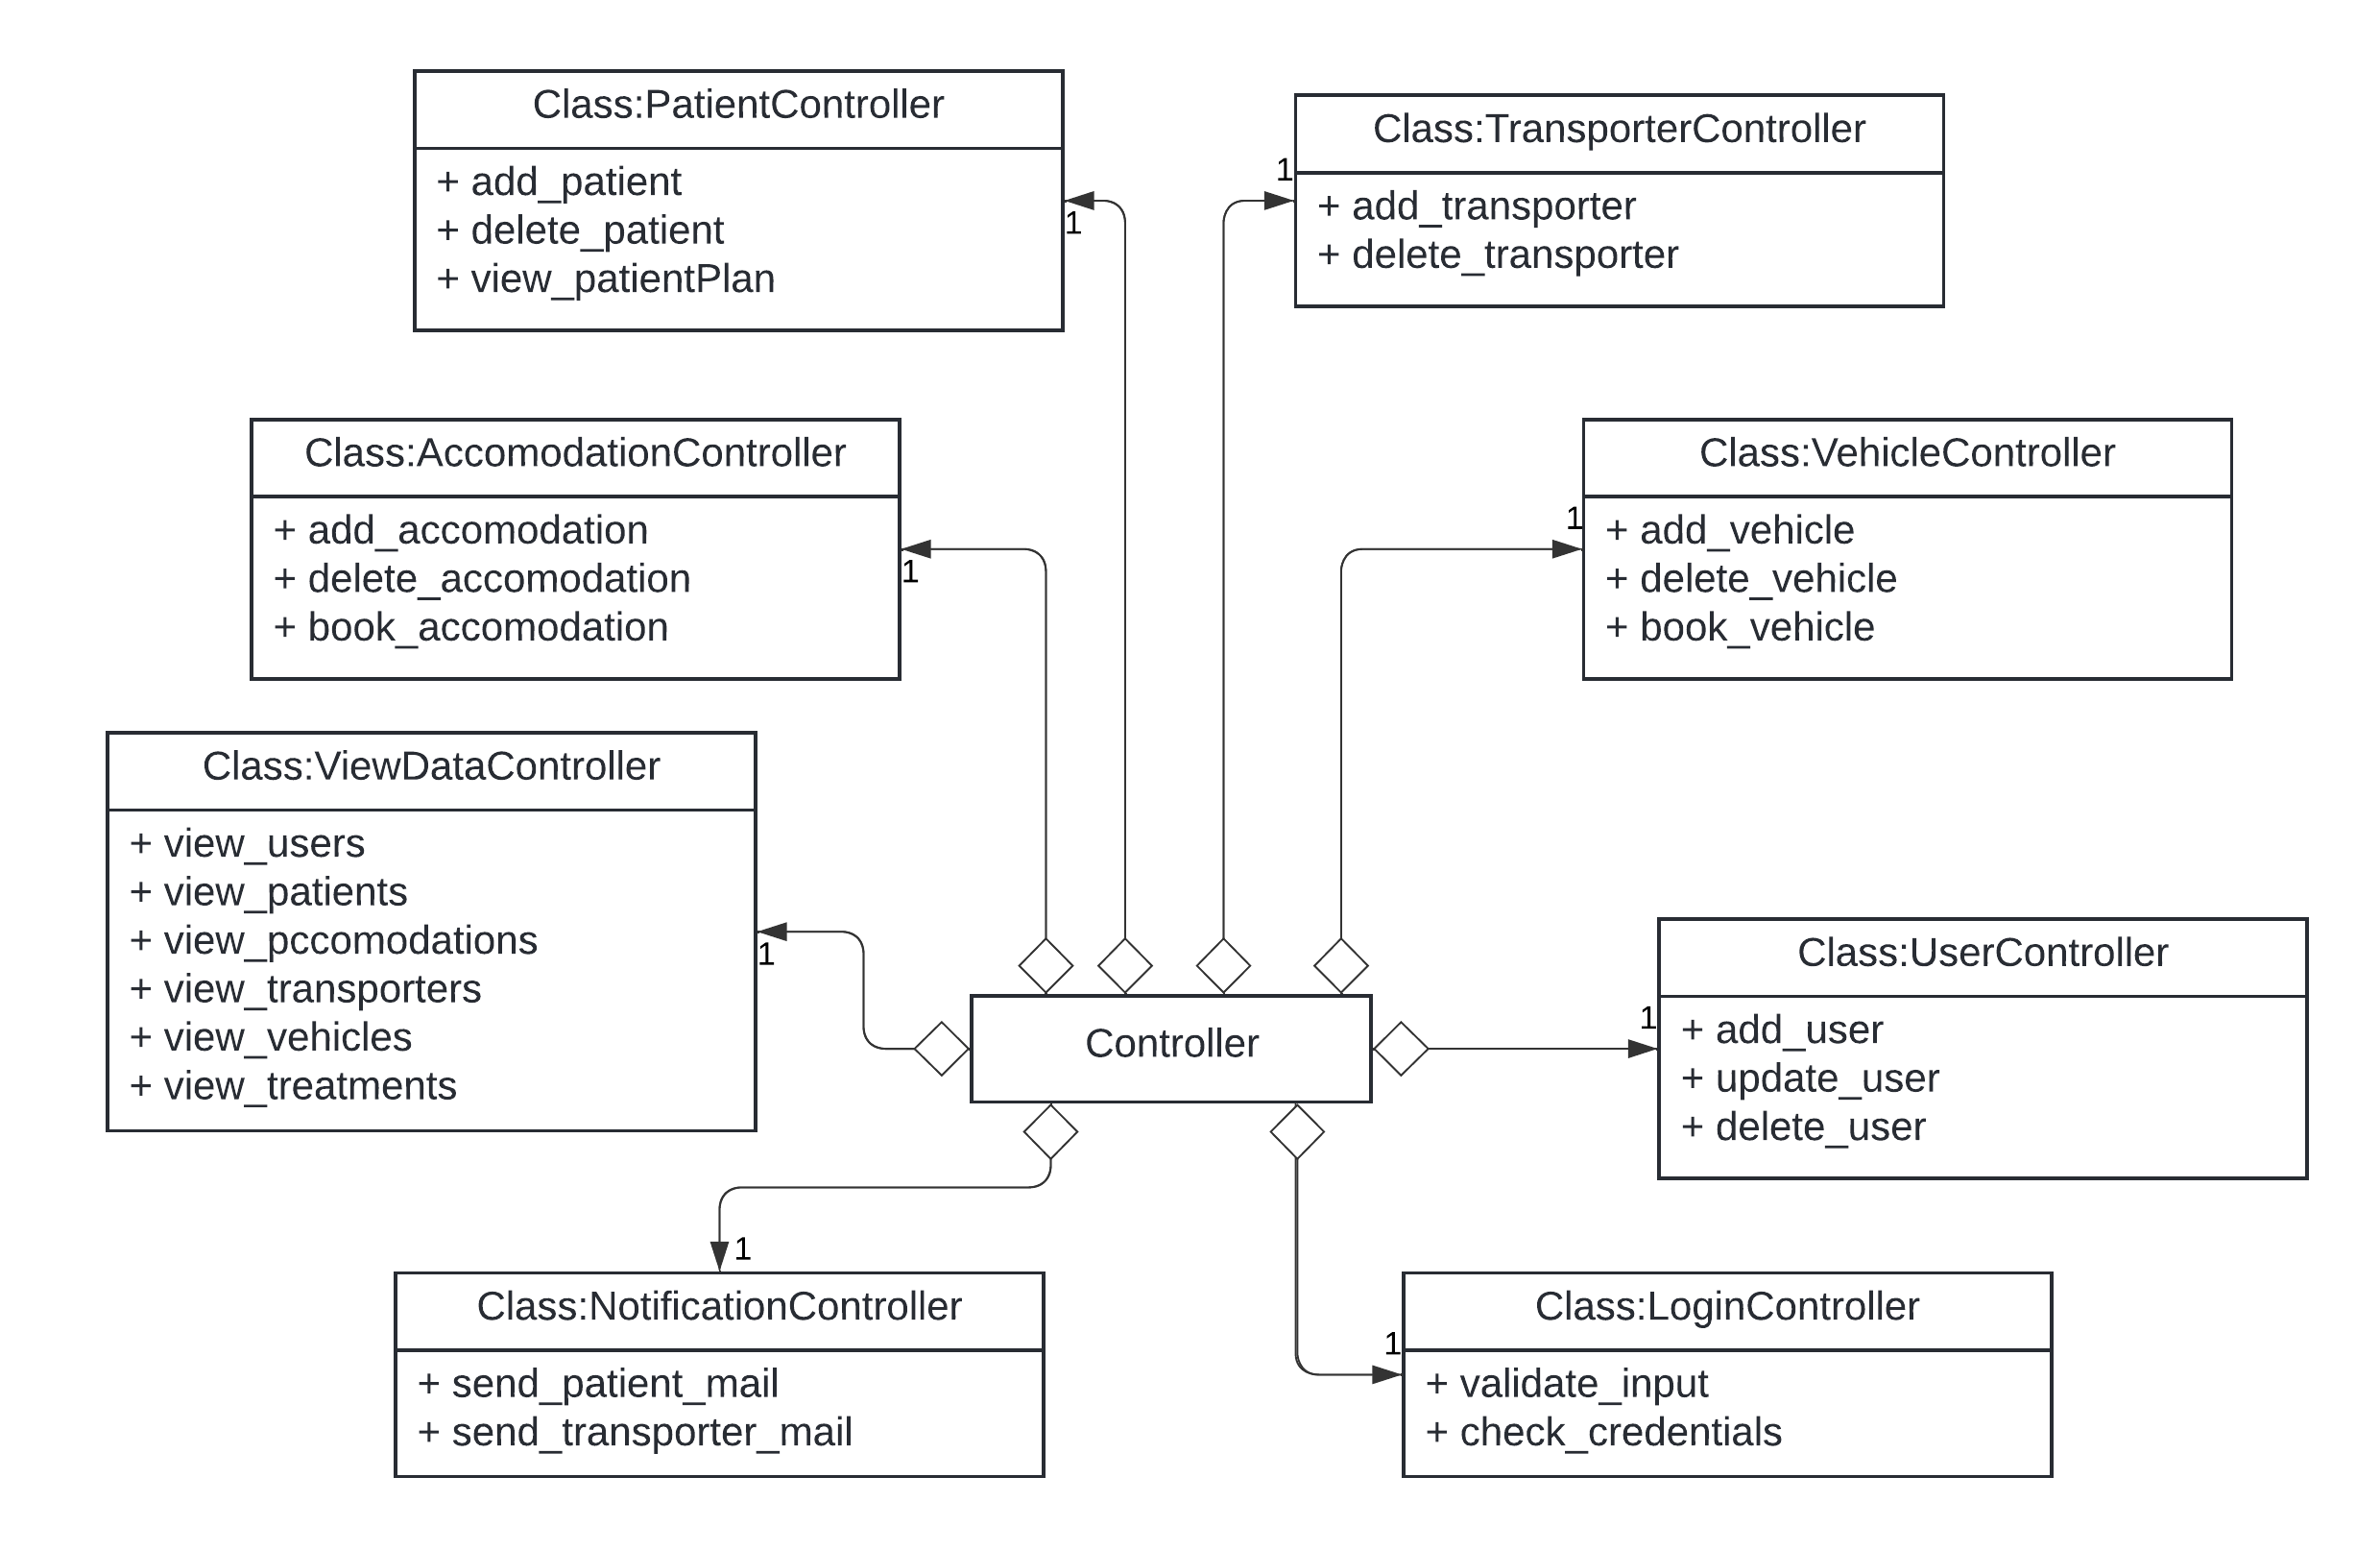 Class:PatientController
+ add_patient
+ delete_patient
+ view_patientPlan
1
Class:TransporterController
+ add_transporter
+ delete_transporter
1
Class:AccomodationController
+ add_accomodation
+ delete_accomodation
+ book_accomodation
1
Class:VehicleController
+ add_vehicle
+ delete_vehicle
+ book_vehicle
1
Class:ViewDataController
+ view_users
+ view_patients
+ view_pccomodations
+ view_transporters
+ view_vehicles
+ view_treatments
1
Controller
Class:UserController
+ add_user
+ update_user
+ delete_user
1
Class:NotificationController
+ send_patient_mail
+ send_transporter_mail
1
Class:LoginController
+ validate_input
+ check_credentials
1